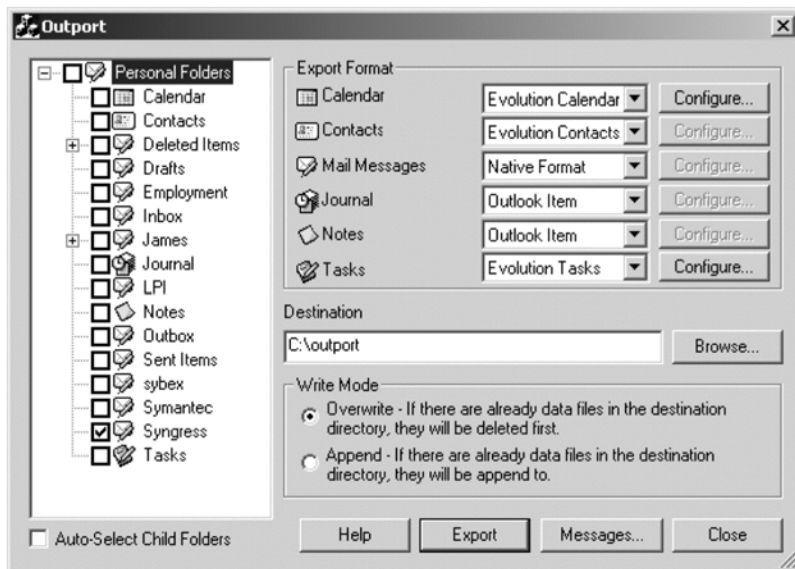 Outport
Personal Folders
Calendar
Contacts
Deleted Items
Drafts
Employment
Inbox
James
Journal
LPI
Notes
Outbox
Sent Items
sybex
Symantec
Syngress
Tasks
Auto-Select Child Folders
Export Format
Calendar
Evolution Calendar
Configure...
Contacts
Evolution Contacts
Configure...
Mail Messages
Native Format
Configure...
Journal
Outlook Item
Configure...
Notes
Outlook Item
Configure...
Tasks
Evolution Tasks
Configure...
Destination
C:\outport
Browse...
Write Mode
Overwrite - If there are already data files in the destination
directory, they will be deleted first.
Append - If there are already data files in the destination
directory, they will be append to.
Help
Export
Messages...
Close